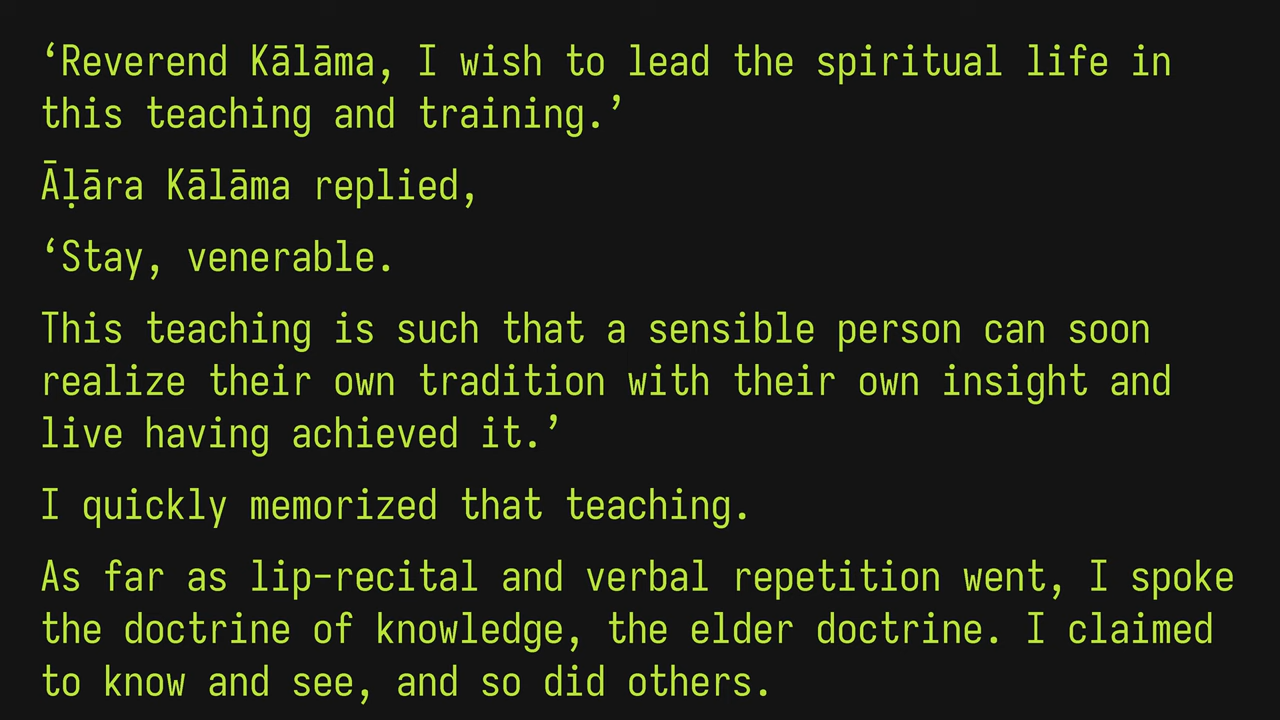 ‘Reverend Kālāma, I wish to lead the spiritual life in
this teaching and training.’
Āḷāra Kālāma replied,
‘Stay, venerable.
This teaching is such that a sensible person can soon
realize their own tradition with their own insight and
live having achieved it.’
I quickly memorized that teaching.
As far as lip-recital and verbal repetition went, I spoke
the doctrine of knowledge, the elder doctrine. I claimed
to know and see, and so did others.